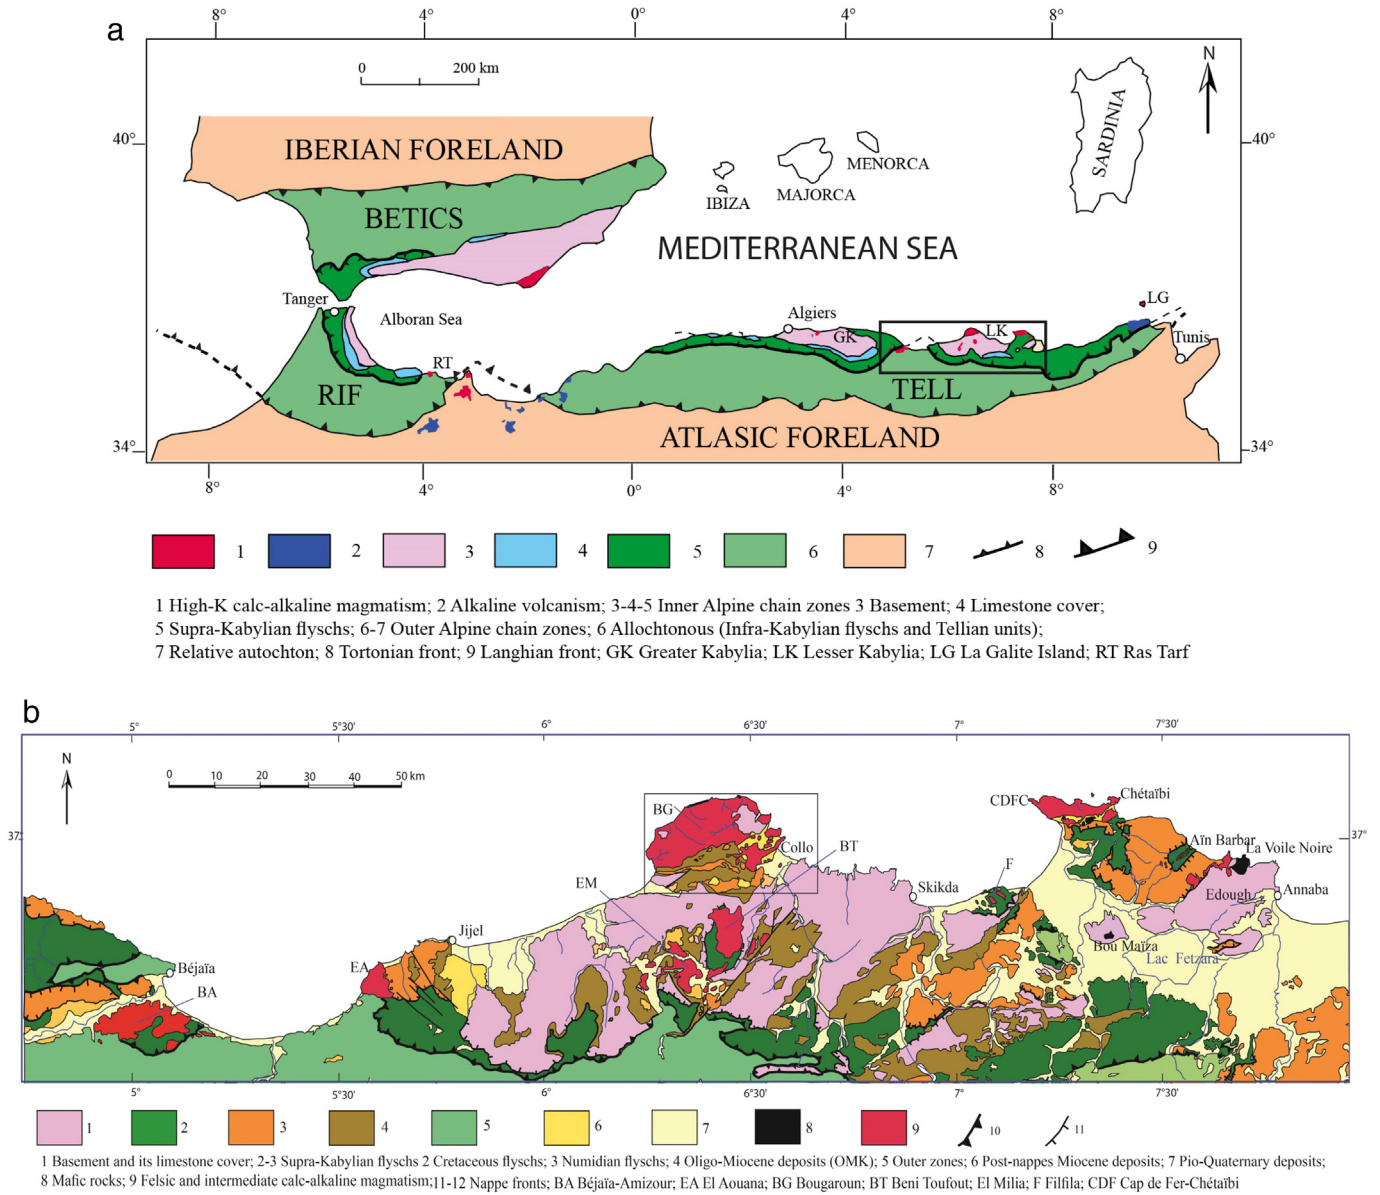 a
8° 4° 0° 4° 8°
0 200 km
N
40° 40°
IBERIAN FORELAND
SARDINIA
MENORCA
MAJORCA
IBIZA
BETICS
MEDITERRANEAN SEA
Tanger
Alboran Sea
Algiers
LG
GK
LK
Tunis
RT
RIF
TELL
ATLASIC FORELAND
34° 34°
8° 4° 0° 4° 8°
1 2 3 4 5 6 7 8 9
1 High-K calc-alkaline magmatism; 2 Alkaline volcanism; 3-4-5 Inner Alpine chain zones 3 Basement; 4 Limestone cover;
5 Supra-Kabylian flyschs; 6-7 Outer Alpine chain zones; 6 Allochtonous (Infra-Kabylian flyschs and Tellian units);
7 Relative autochton; 8 Tortonian front; 9 Langhian front; GK Greater Kabylia; LK Lesser Kabylia; LG La Galite Island; RT Ras Tarf
b
5° 5°30' 6° 6°30' 7° 7°30'
N
0 10 20 30 40 50 km
37° 37°
BG
CDFC
Chétaïbi
Collo
BT
Aïn Barbar
La Voile Noire
EM
F
Skikda
Edough
Annaba
Jijel
Bou Maïza
Lac Fetzara
Béjaïa
EA
BA
5° 5°30' 6° 6°30' 7° 7°30'
1 2 3 4 5 6 7 8 9 10 11
1 Basement and its limestone cover; 2-3 Supra-Kabylian flyschs 2 Cretaceous flyschs; 3 Numidian flyschs; 4 Oligo-Miocene deposits (OMK); 5 Outer zones; 6 Post-nappes Miocene deposits; 7 Pio-Quaternary deposits;
8 Mafic rocks; 9 Felsic and intermediate calc-alkaline magmatism;11-12 Nappe fronts; BA Béjaïa-Amizour; EA El Aouana; BG Bougaroun; BT Beni Toufout; El Milia; F Filfila; CDF Cap de Fer-Chétaïbi